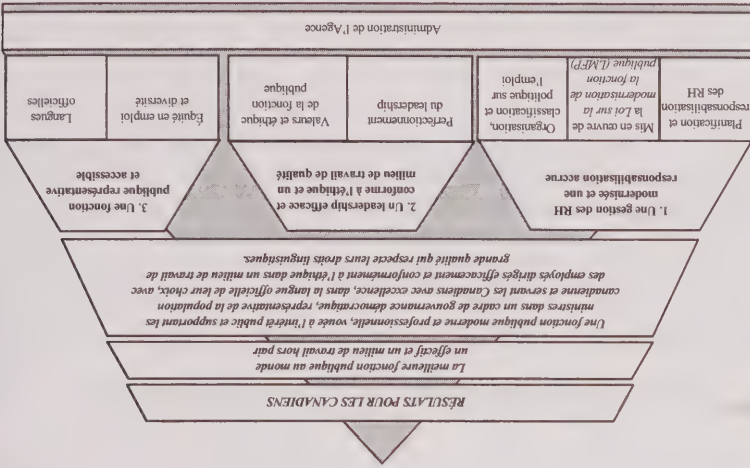 RÉSULTATS POUR LES CANADIENS
La meilleure fonction publique au monde
un effectif et un milieu de travail hors pair
Une fonction publique moderne et professionnelle, vouée à l'intérêt public et supportant les
ministres dans un cadre de gouvernance démocratique, représentative de la population
canadienne et servant les Canadiens avec excellence, dans la langue officielle de leur choix, avec
des employés dirigés efficacement et conformément à l'éthique dans un milieu de travail de
grande qualité qui respecte leurs droits linguistiques.
1. Une gestion des RH
modernisée et une
responsabilisation accrue
2. Un leadership efficace et
conforme à l'éthique et un
milieu de travail de qualité
3. Une fonction
publique représentative
et accessible
Planification et
responsabilisation
des RH
Mis en œuvre de
la Loi sur la
modernisation de
la fonction
publique (LMFP)
Organisation,
classification et
politique sur
l'emploi
Perfectionnement
du leadership
Valeurs et éthique
de la fonction
publique
Équité en emploi
et diversité
Langues
officielles
Administration de l'Agence